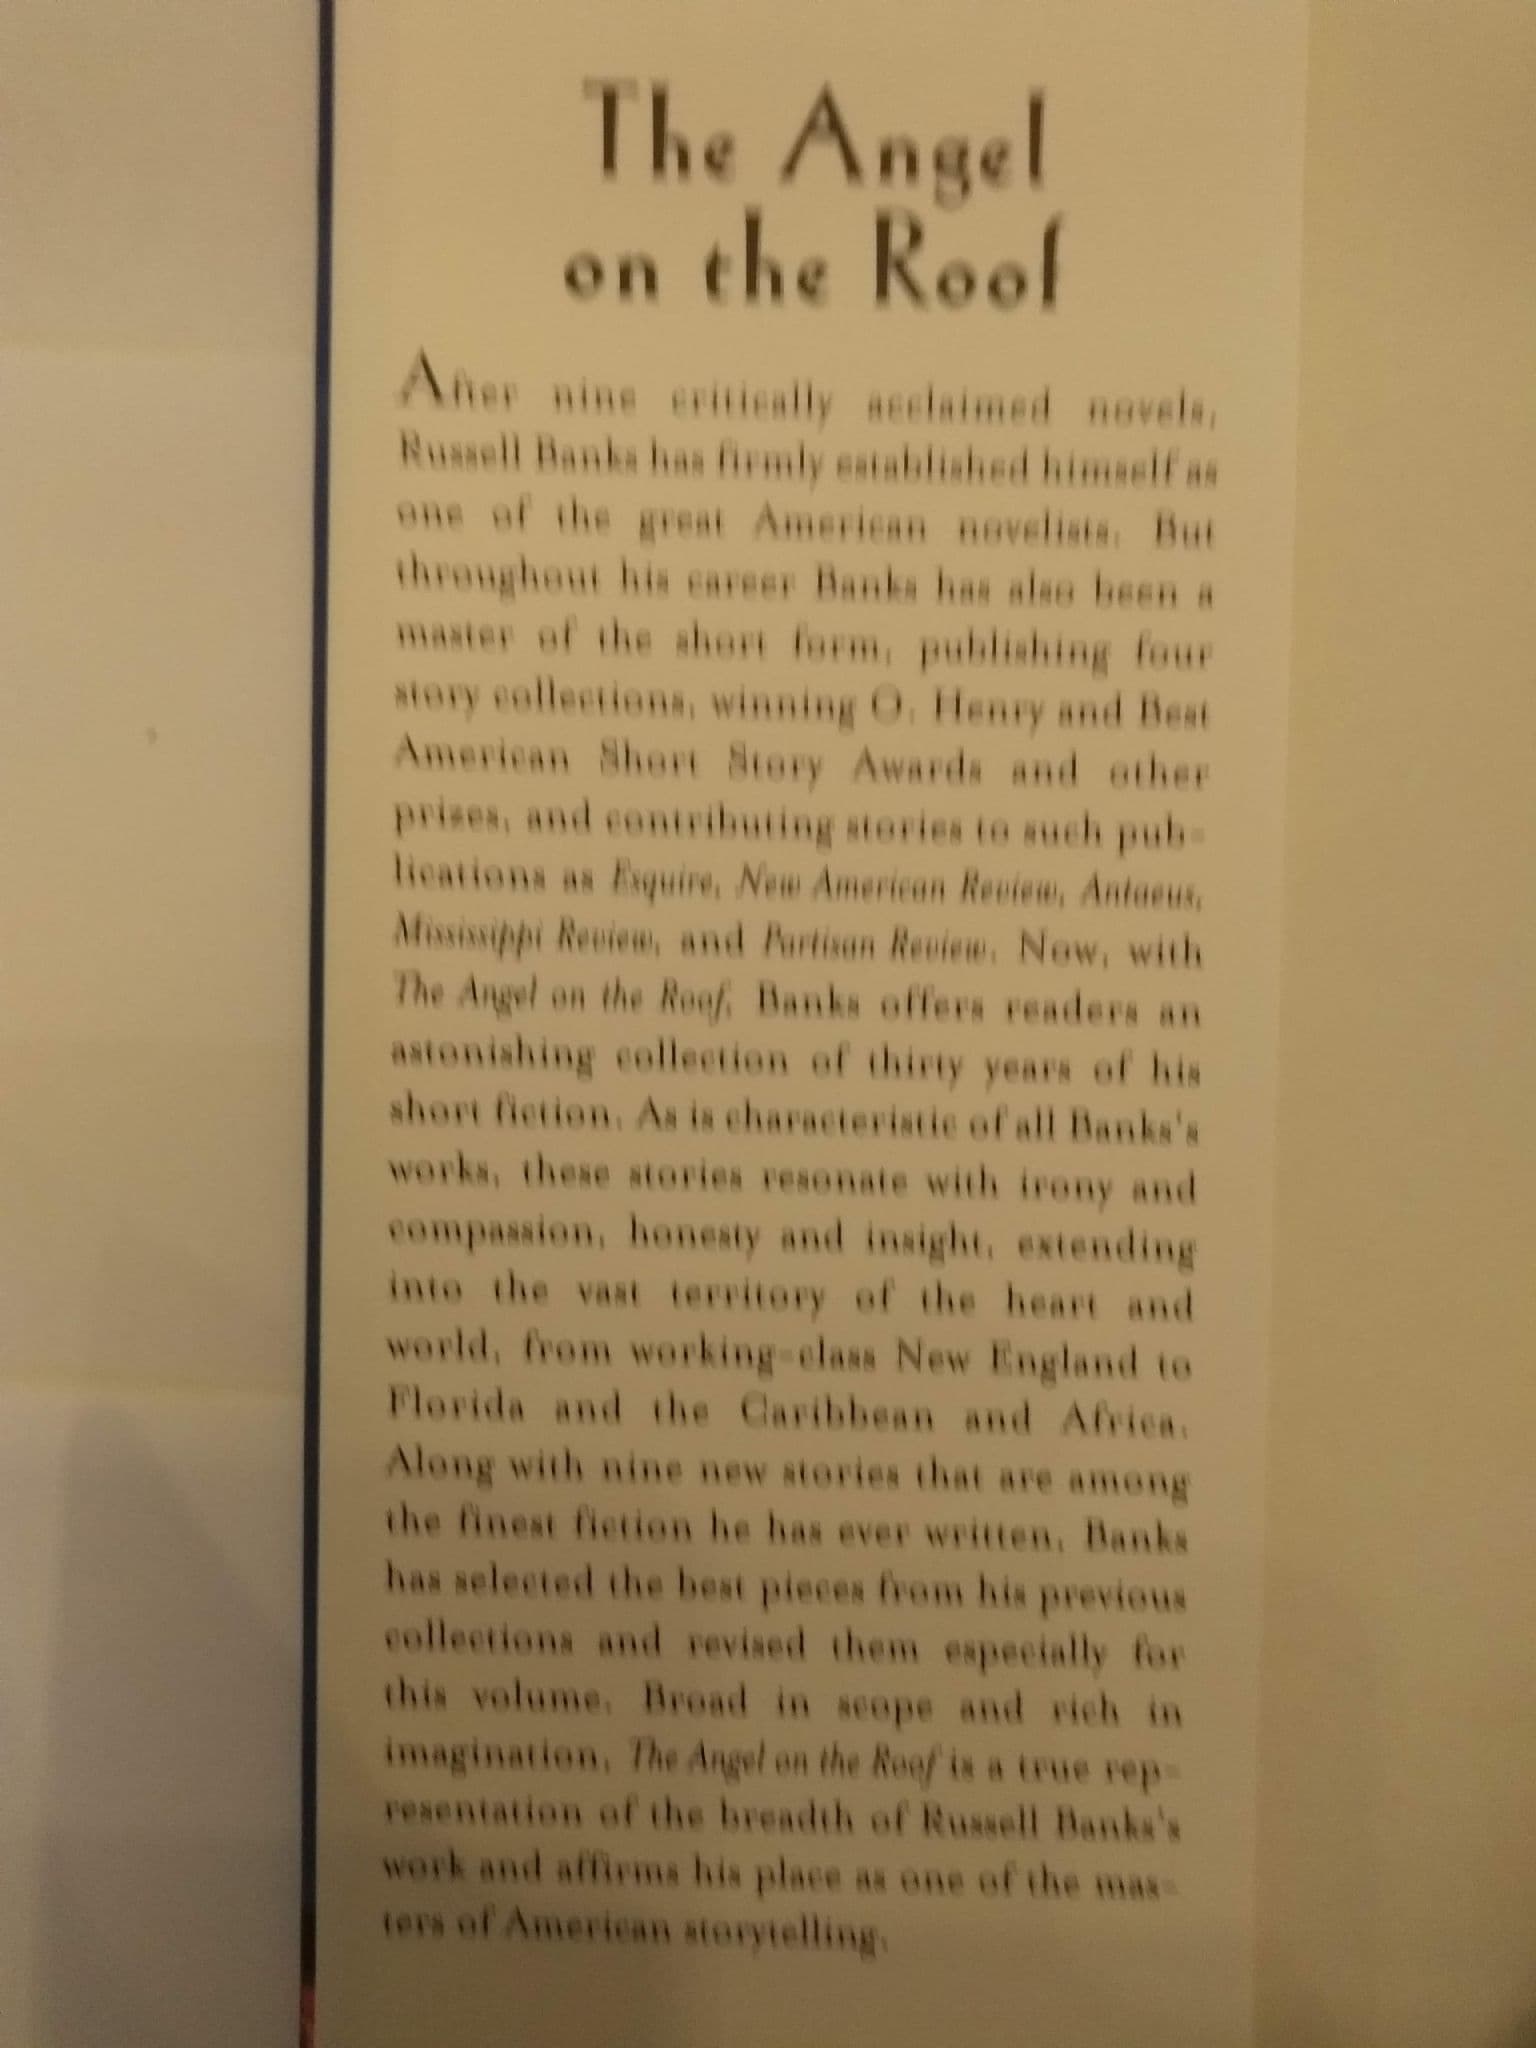 The Angel
on the Roof
After nine critically acclaimed novels,
Russell Banks has firmly established himself as
one of the great American novelists. But
throughout his career Banks has also been a
master of the short form, publishing four
story collections, winning O. Henry and Best
American Short Story Awards and other
prizes, and contributing stories to such pub-
lications as Esquire, New American Review, Antaeus,
Mississippi Review, and Partisan Review. Now, with
The Angel on the Roof, Banks offers readers an
astonishing collection of thirty years of his
short fiction. As is characteristic of all Banks's
works, these stories resonate with irony and
compassion, honesty and insight, extending
into the vast territory of the heart and
world, from working-class New England to
Florida and the Caribbean and Africa.
Along with nine new stories that are among
the finest fiction he has ever written, Banks
has selected the best pieces from his previous
collections and revised them especially for
this volume. Broad in scope and rich in
imagination, The Angel on the Roof is a true rep-
resentation of the breadth of Russell Banks's
work and affirms his place as one of the mas-
ters of American storytelling.